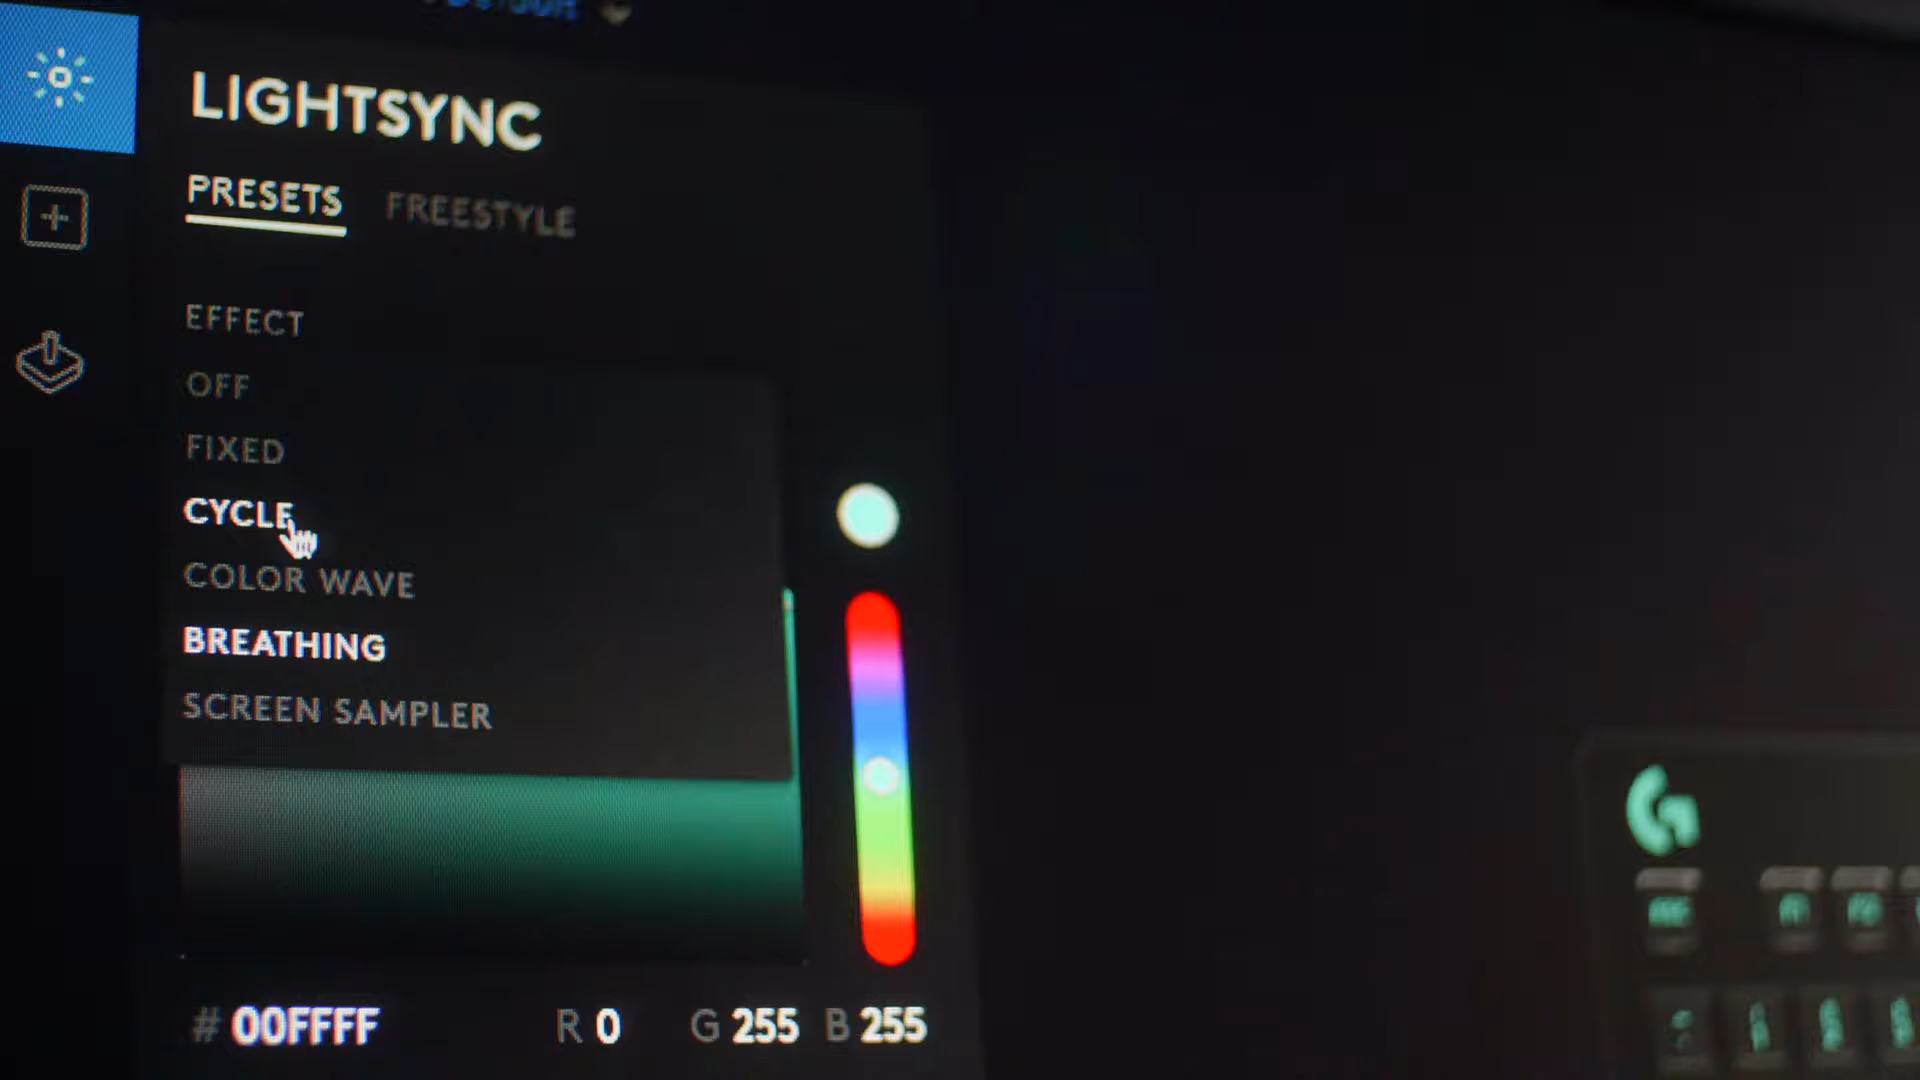 LIGHTSYNC
PRESETS FREESTYLE
EFFECT
OFF
FIXED
CYCLE
COLOR WAVE
BREATHING
SCREEN SAMPLER
# 00FFFF R 0 G 255 B 255